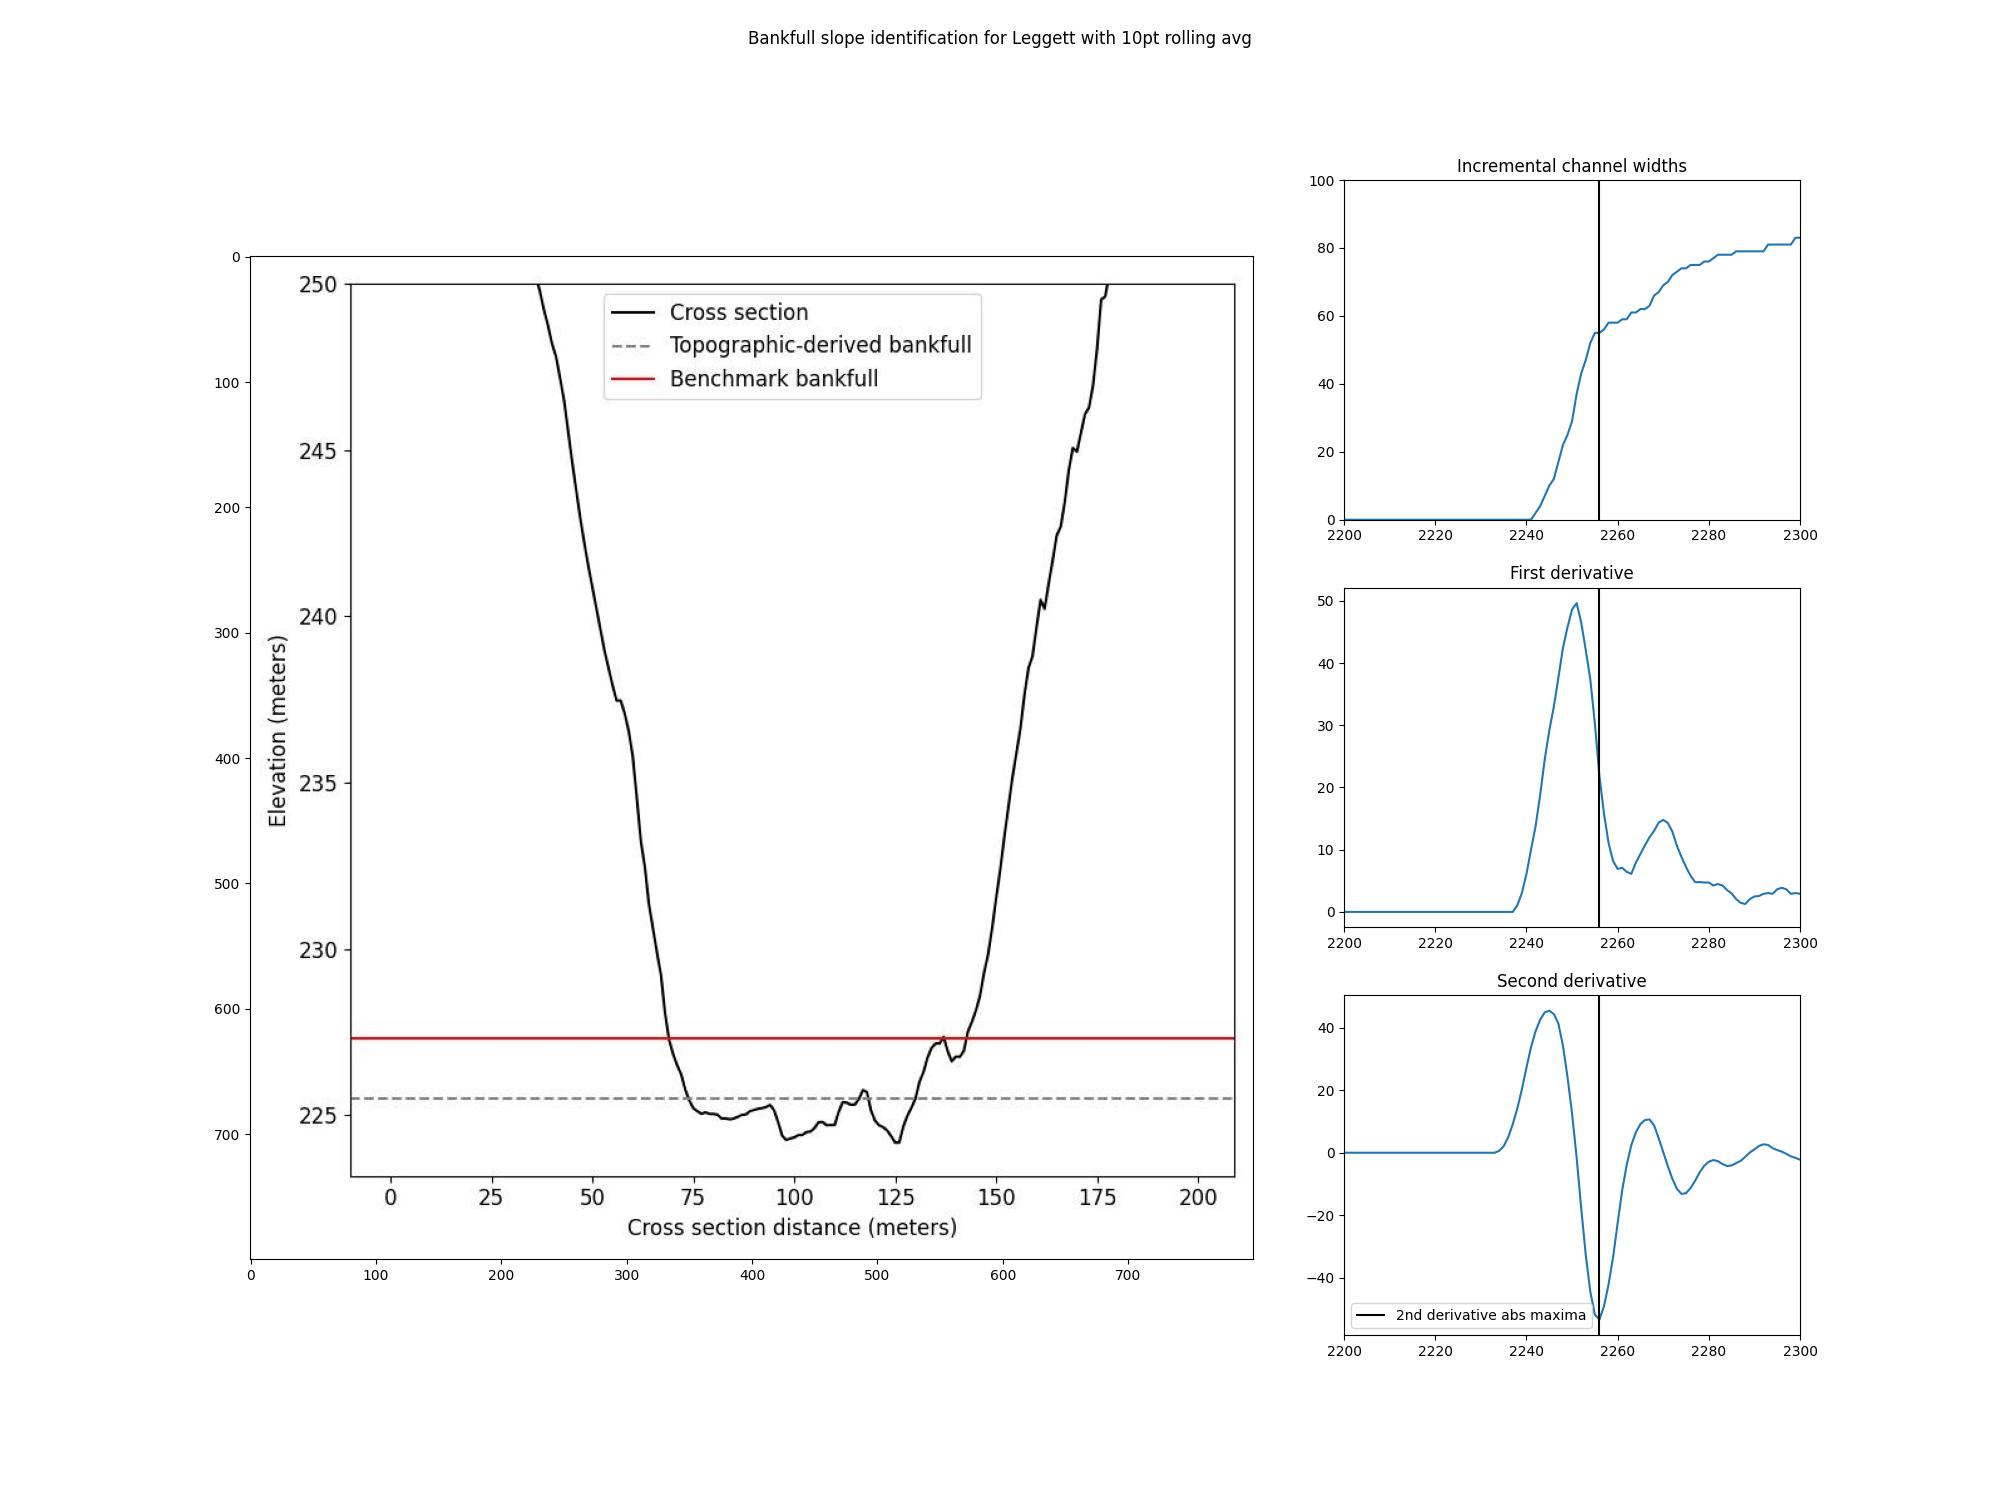 Bankfull slope identification for Leggett with 10pt rolling avg
0
100
200
300
400
500
600
700
250
245
240
235
230
225
Elevation (meters)
Cross section
Topographic-derived bankfull
Benchmark bankfull
0 25 50 75 100 125 150 175 200
Cross section distance (meters)
0 100 200 300 400 500 600 700
Incremental channel widths
100
80
60
40
20
0
2200 2220 2240 2260 2280 2300
First derivative
50
40
30
20
10
0
2200 2220 2240 2260 2280 2300
Second derivative
40
20
0
−20
−40
2nd derivative abs maxima
2200 2220 2240 2260 2280 2300